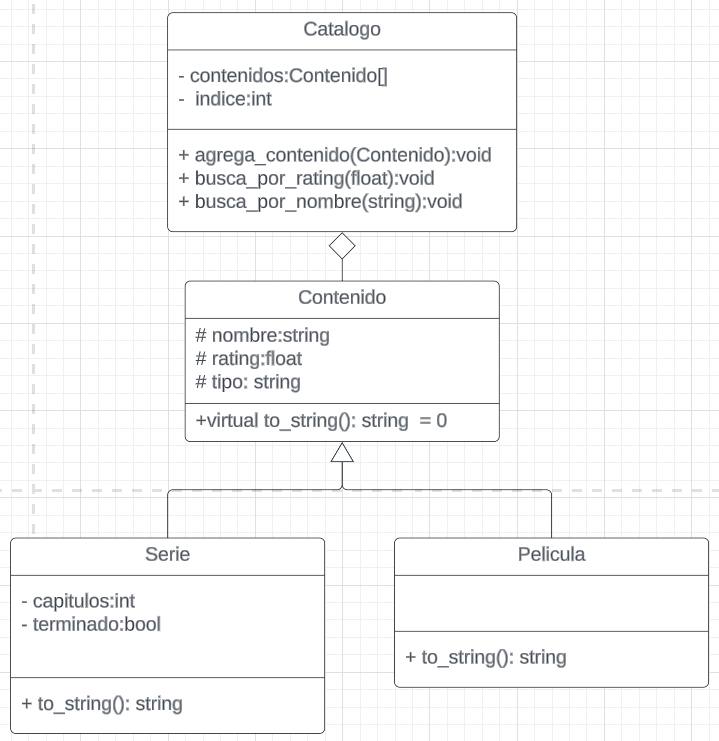 Catalogo
- contenidos:Contenido[]
- indice:int
+ agrega_contenido(Contenido):void
+ busca_por_rating(float):void
+ busca_por_nombre(string):void
Contenido
# nombre:string
# rating:float
# tipo: string
+virtual to_string(): string = 0
Serie
- capitulos:int
- terminado:bool
+ to_string(): string
Pelicula
+ to_string(): string